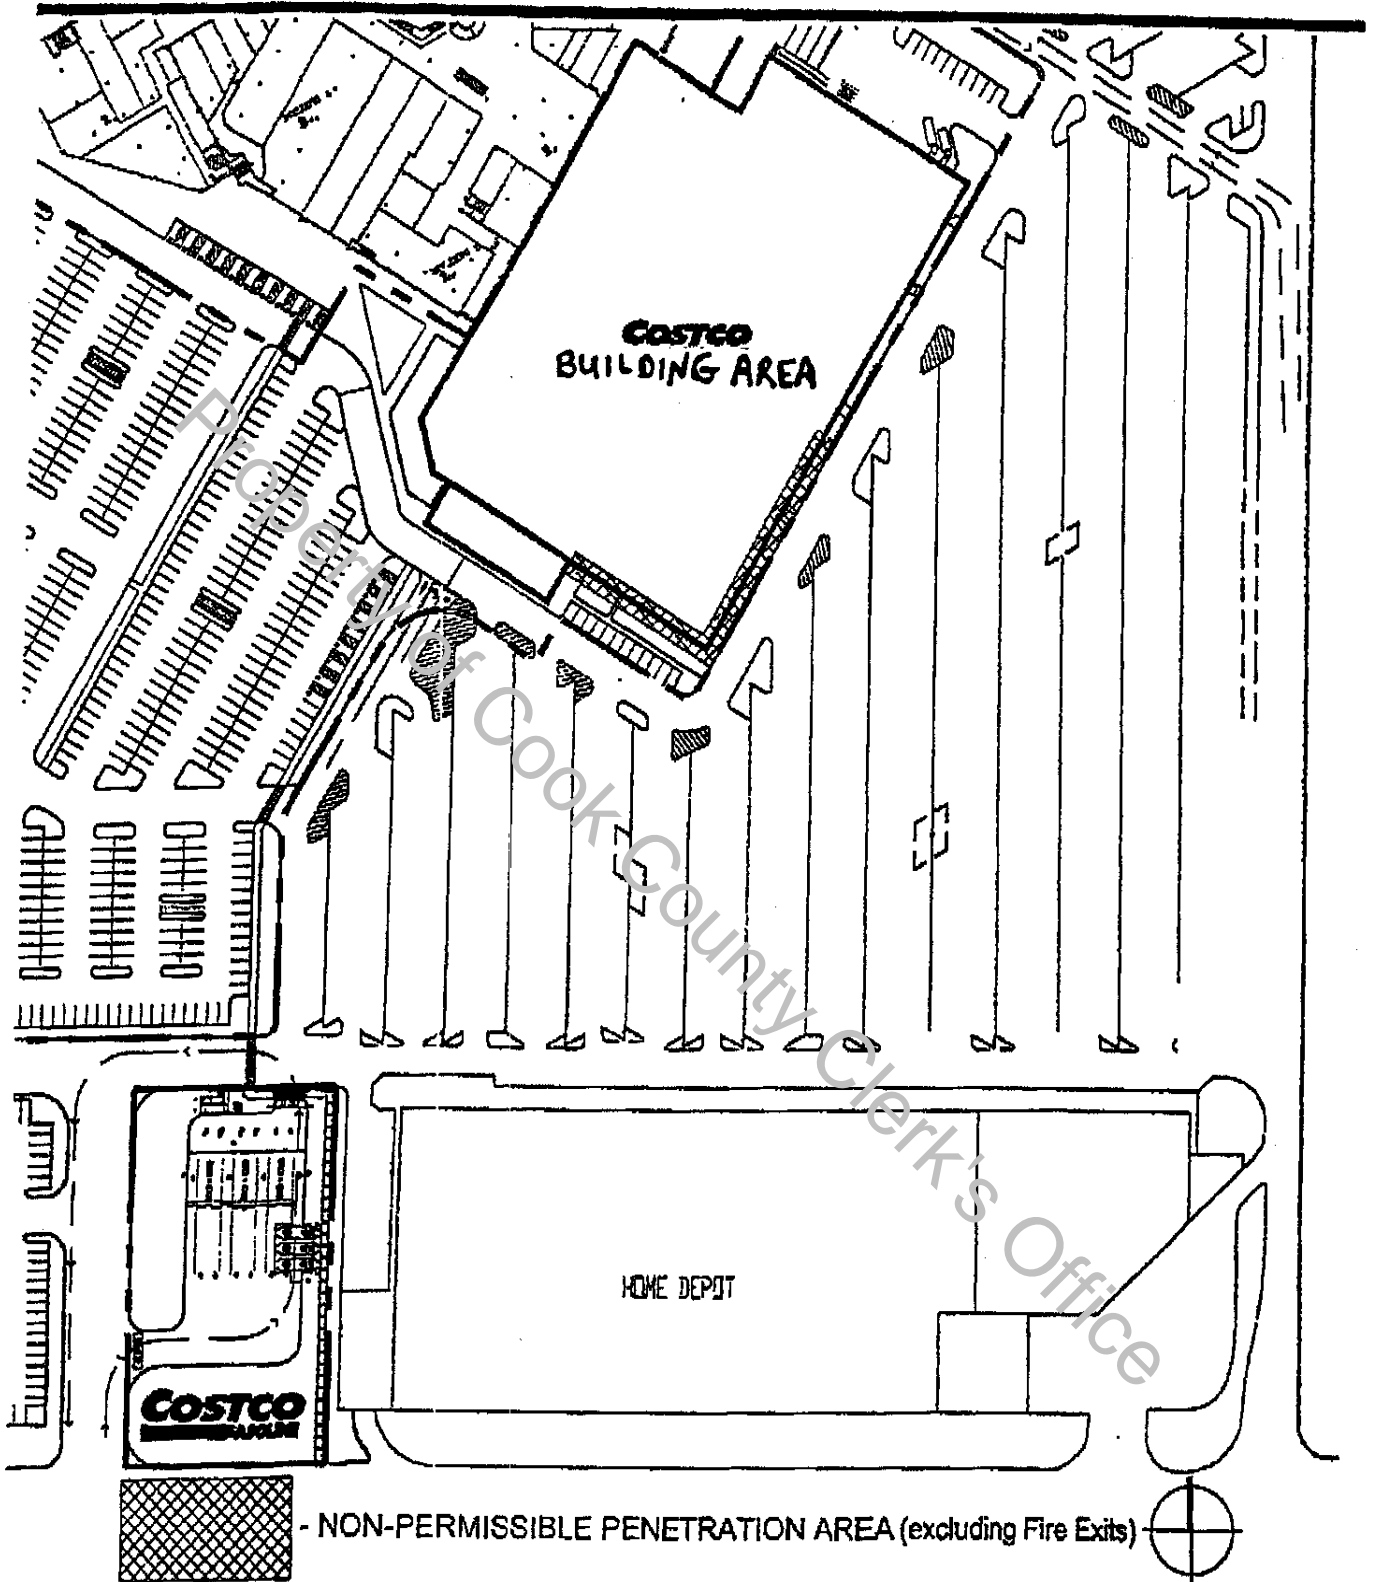 COSTCO
BUILDING AREA
Property of Cook County Clerk's Office
HOME DEPOT
COSTCO
GASOLINE
- NON-PERMISSIBLE PENETRATION AREA (excluding Fire Exits)